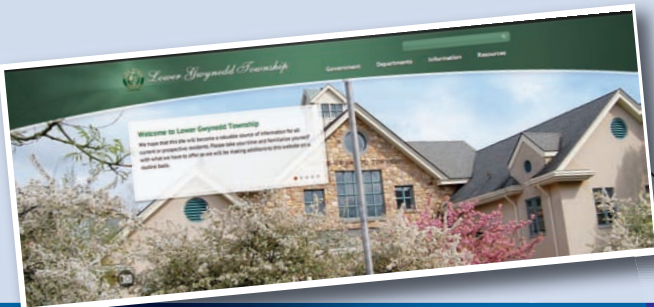 Lower Gwynedd Township
Government Departments Information Resources
Welcome to Lower Gwynedd Township
We hope that this site will become a valuable source of information for all
current or prospective residents. Please take your time and familiarize yourself
with what we have to offer as we will be making additions to this website on a
routine basis.